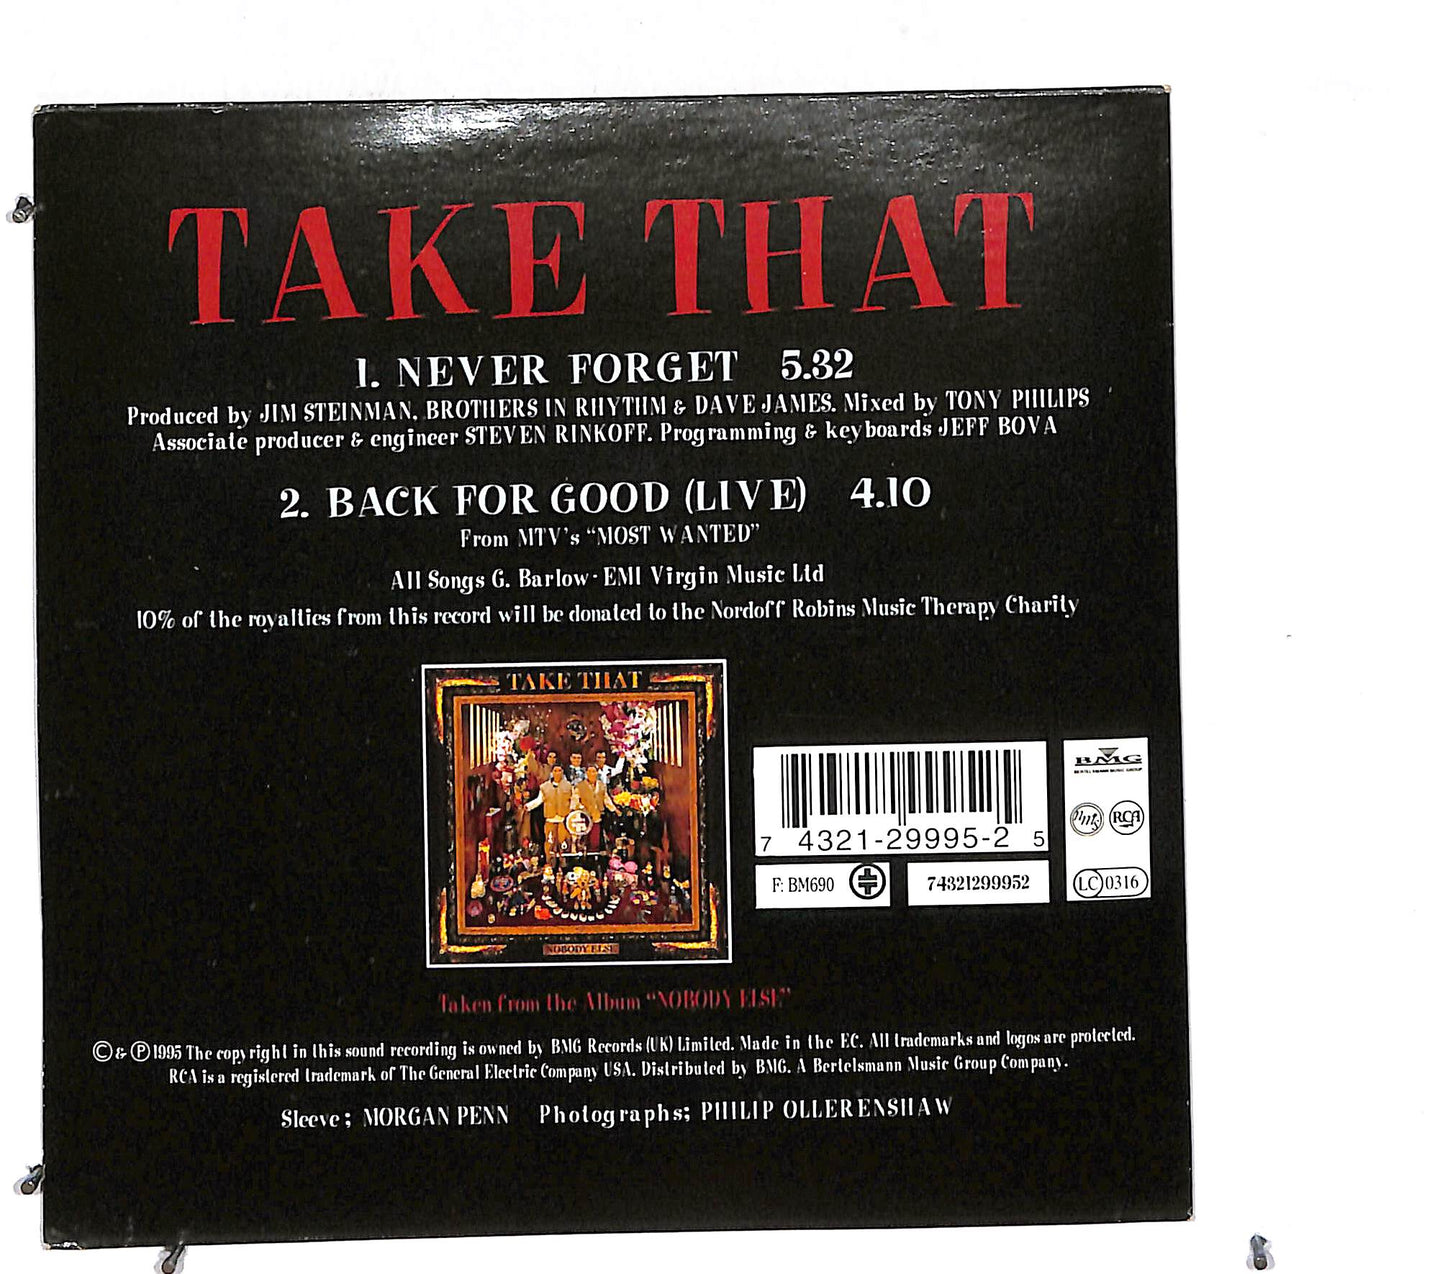 TAKE THAT
1. NEVER FORGET 5.32
Produced by JIM STEINMAN. BROTHERS IN RHYTHM & DAVE JAMES. Mixed by TONY PHILIPS
Associate producer & engineer STEVEN RINKOFF. Programming & keyboards JEFF BOVA
2. BACK FOR GOOD (LIVE) 4.10
From MTV's "MOST WANTED"
All Songs G. Barlow - EMI Virgin Music Ltd
10% of the royalties from this record will be donated to the Nordoff Robins Music Therapy Charity
TAKE THAT
NOBODY ELSE
7 4321-29995-2 5
F: BM690
74321299952
BMG
BERTELSMANN MUSIC GROUP
RCA
LC 0316
Taken from the Album "NOBODY ELSE"
© & ℗ 1995 The copyright in this sound recording is owned by BMG Records (UK) Limited. Made in the EC. All trademarks and logos are protected.
RCA is a registered trademark of The General Electric Company USA. Distributed by BMG. A Bertelsmann Music Group Company.
Sleeve; MORGAN PENN Photographs; PHILIP OLLERENSHAW